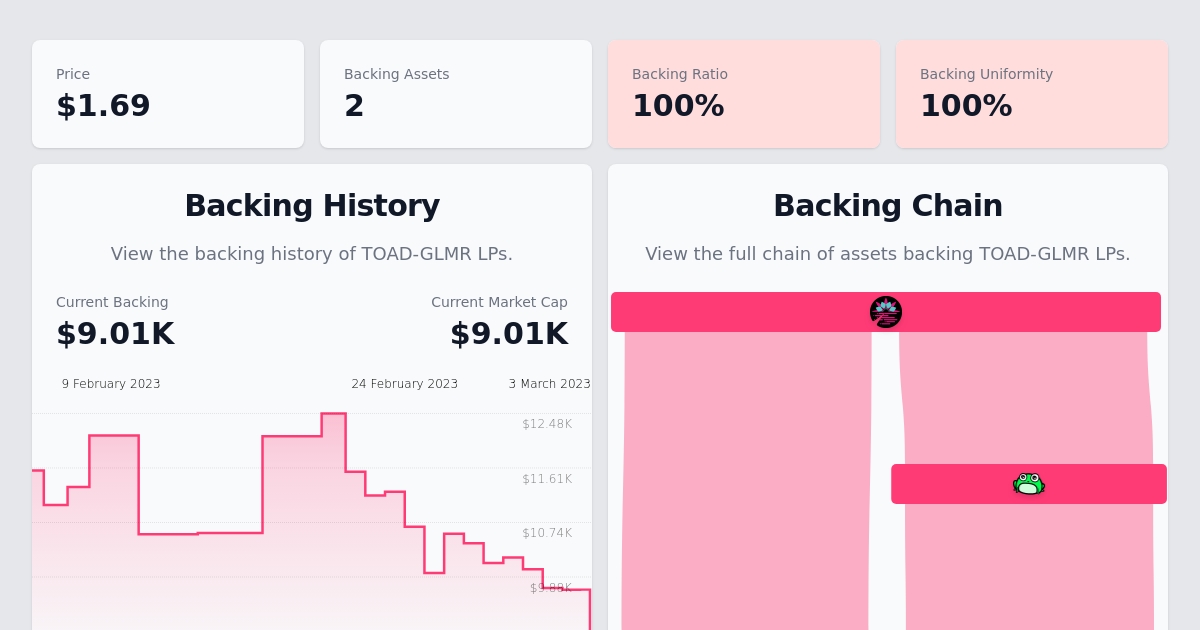 Price
$1.69
Backing Assets
2
Backing Ratio
100%
Backing Uniformity
100%
Backing History
View the backing history of TOAD-GLMR LPs.
Current Backing
$9.01K
Current Market Cap
$9.01K
9 February 2023
24 February 2023
3 March 2023
$12.48K
$11.61K
$10.74K
$9.88K
Backing Chain
View the full chain of assets backing TOAD-GLMR LPs.